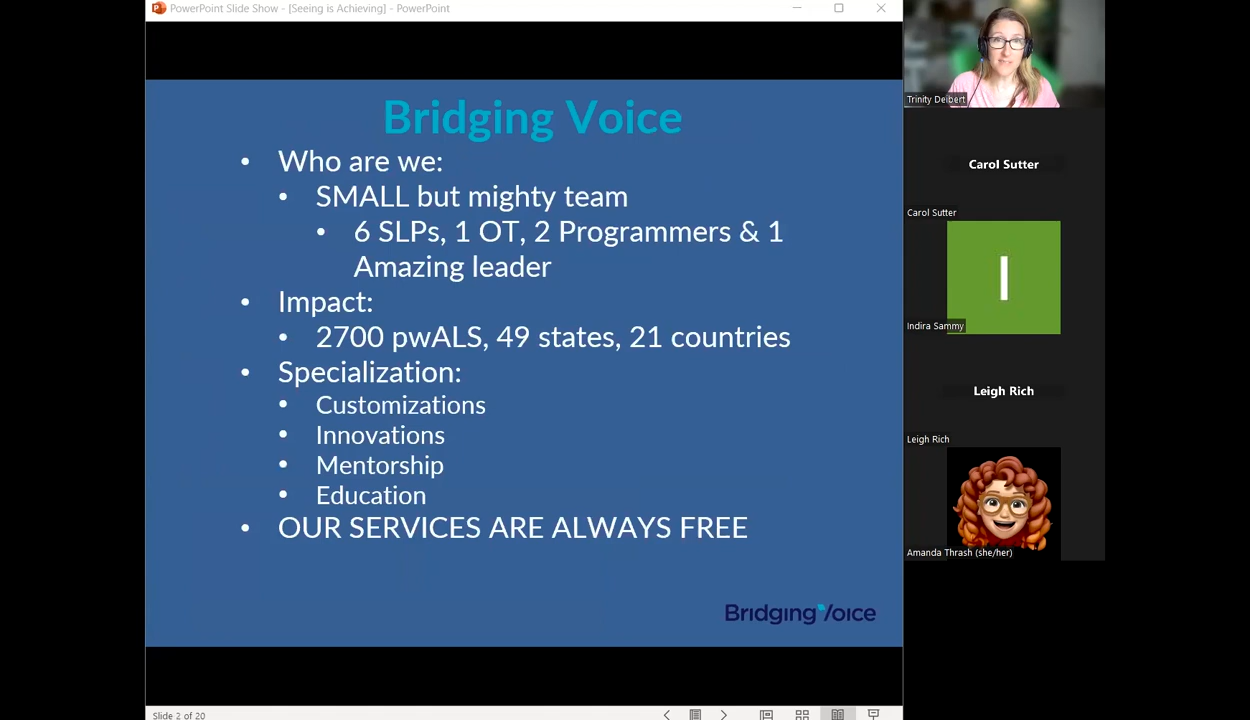 PowerPoint Slide Show - [Seeing is Achieving] - PowerPoint
Bridging Voice
• Who are we:
• SMALL but mighty team
• 6 SLPs, 1 OT, 2 Programmers & 1
Amazing leader
• Impact:
• 2700 pwALS, 49 states, 21 countries
• Specialization:
• Customizations
• Innovations
• Mentorship
• Education
• OUR SERVICES ARE ALWAYS FREE
BridgingVoice
Slide 2 of 20
Trinity Deibert
Carol Sutter
Carol Sutter
I
Indira Sammy
Leigh Rich
Leigh Rich
Amanda Thrash (she/her)